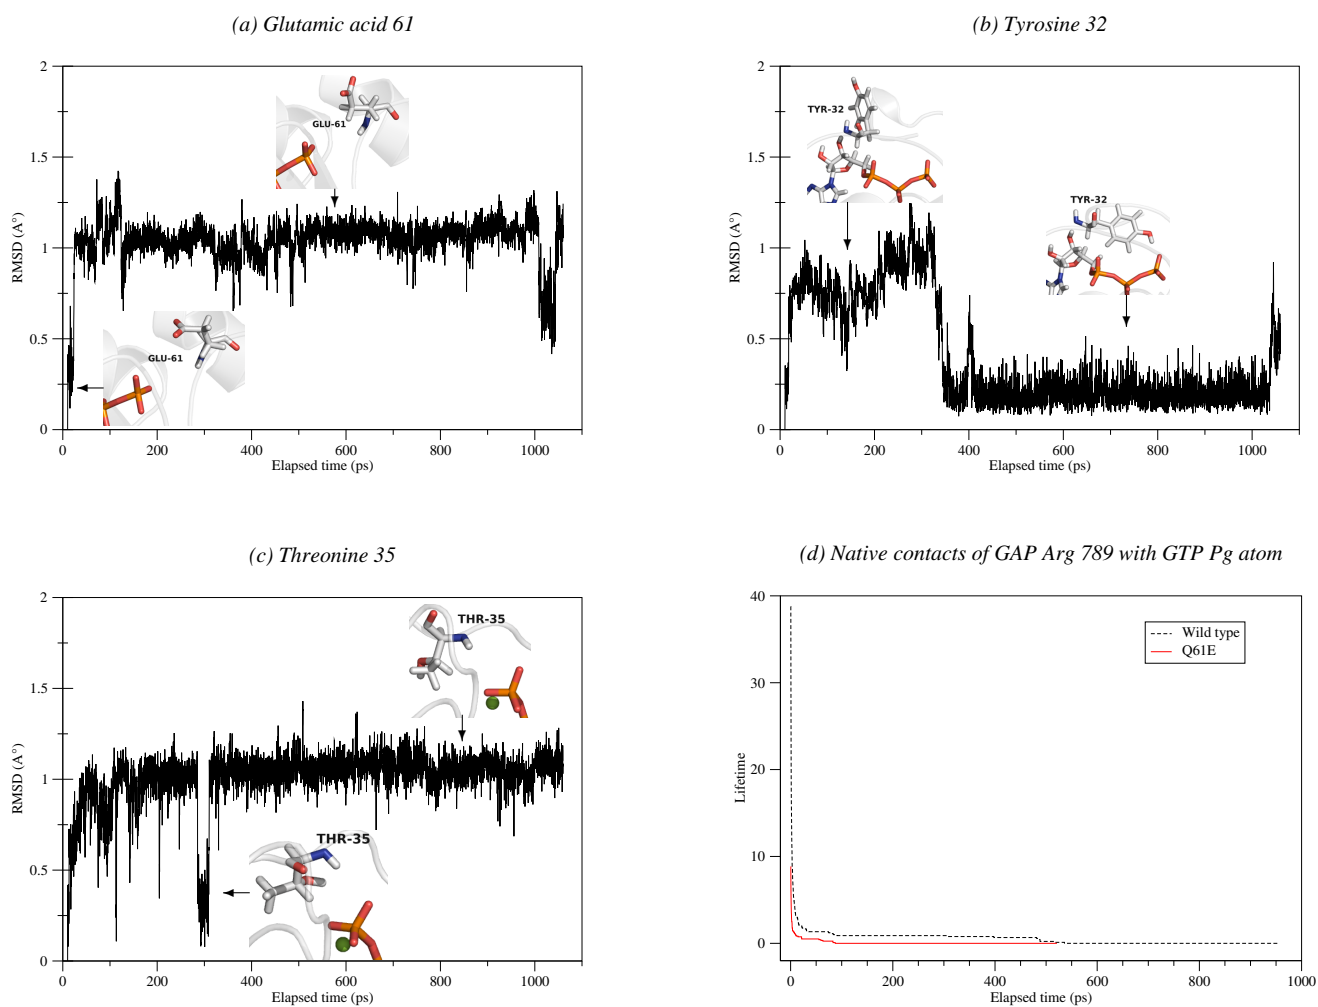 (a) Glutamic acid 61
2
1.5
1
0.5
0
RMSD (A°)
GLU-61
GLU-61
0 200 400 600 800 1000
Elapsed time (ps)
(b) Tyrosine 32
2
1.5
1
0.5
0
RMSD (A°)
TYR-32
TYR-32
0 200 400 600 800 1000
Elapsed time (ps)
(c) Threonine 35
2
1.5
1
0.5
0
RMSD (A°)
THR-35
THR-35
0 200 400 600 800 1000
Elapsed time (ps)
(d) Native contacts of GAP Arg 789 with GTP Pg atom
40
30
20
10
0
Lifetime
Wild type
Q61E
0 200 400 600 800 1000
Elapsed time (ps)